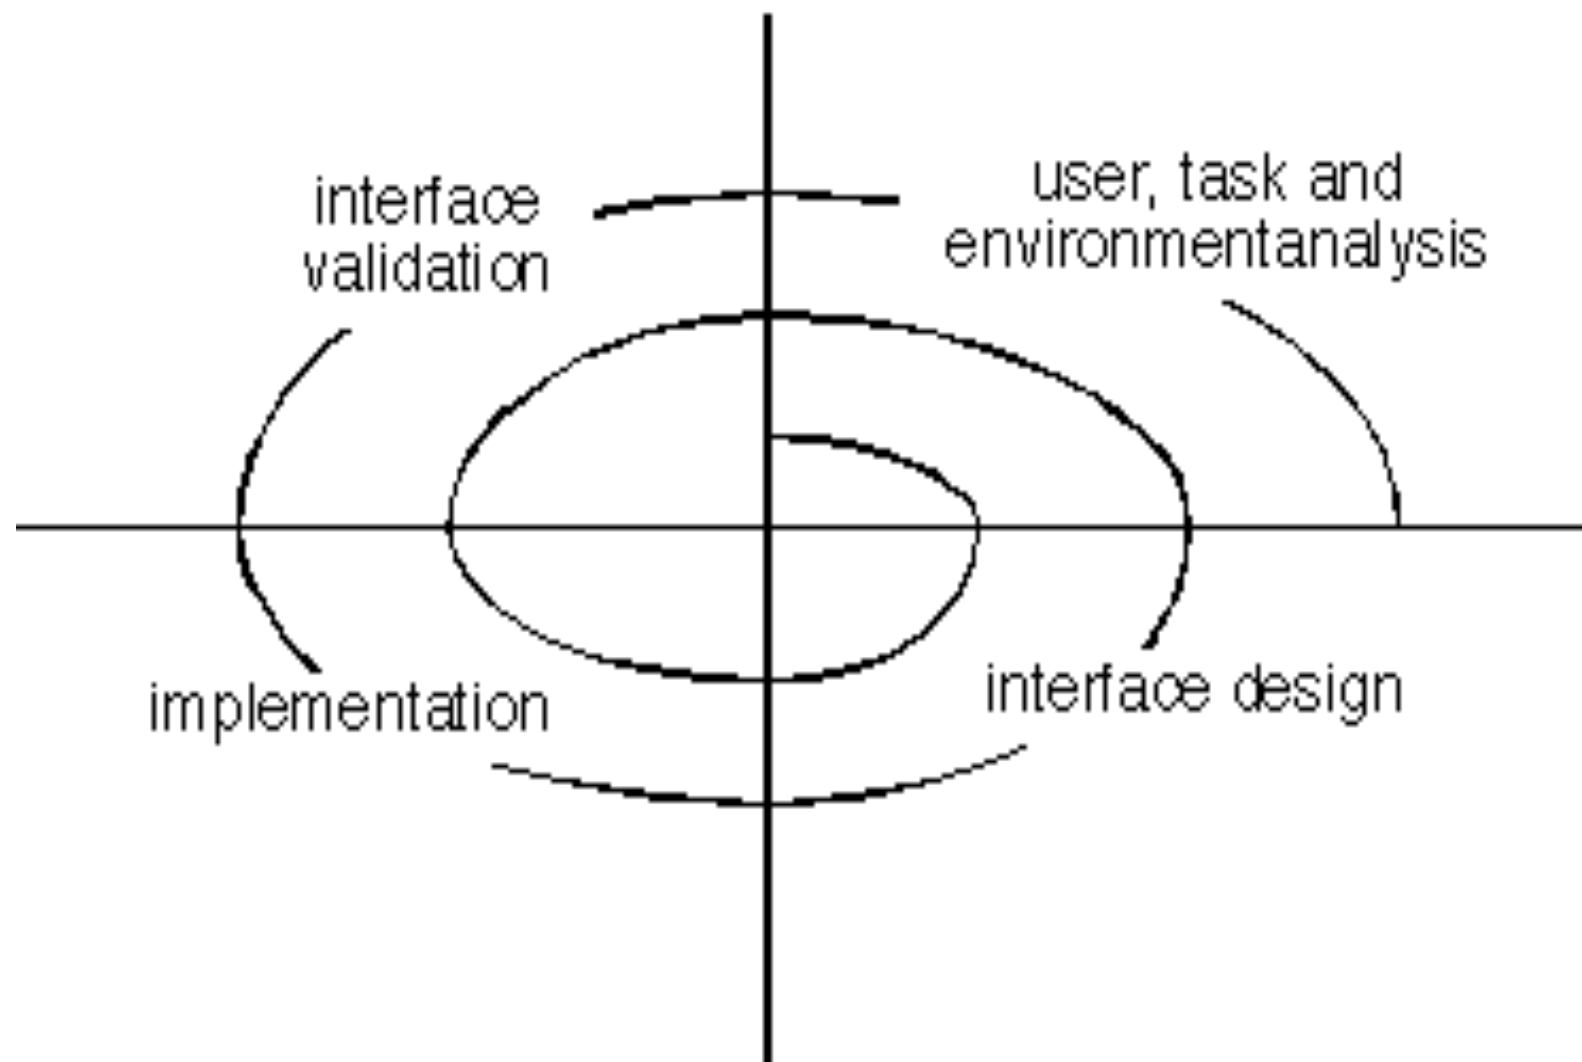 interface
validation
user, task and
environmentanalysis
implementation
interface design